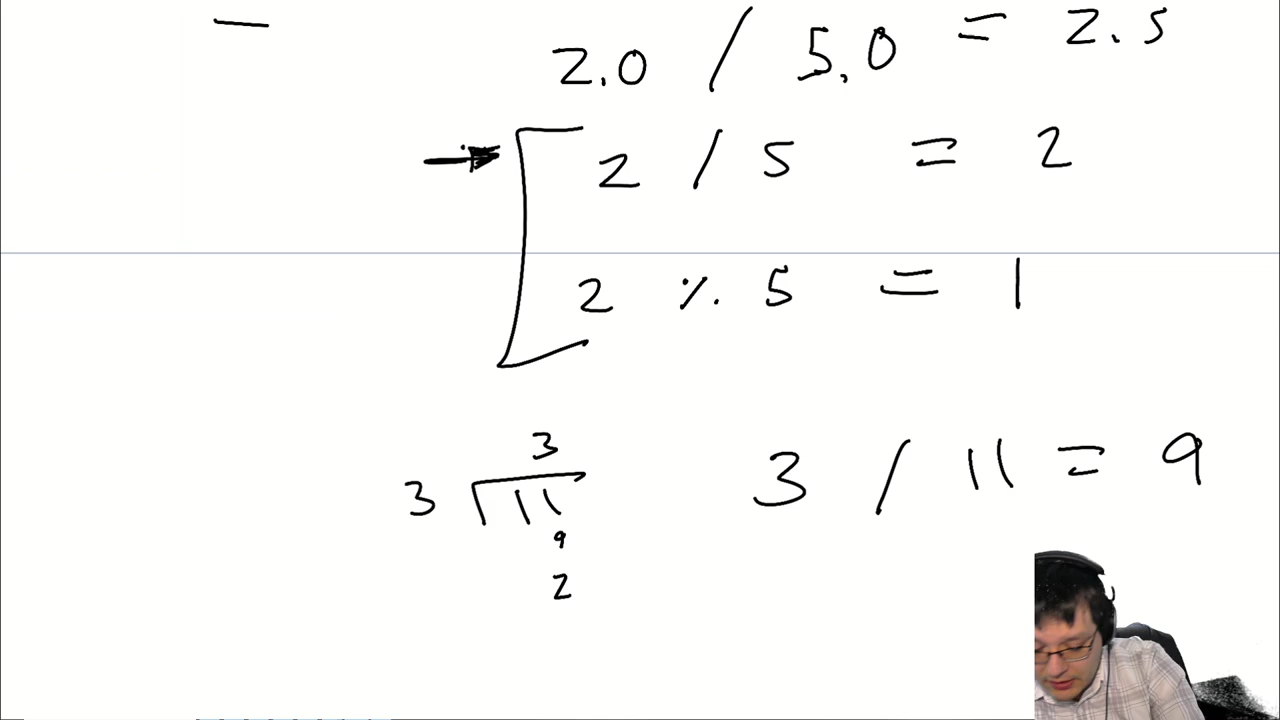 2.0 / 5.0 = 2.5
2 / 5 = 2
2 % 5 = 1
3
3 11 3 / 11 = 9
9
2